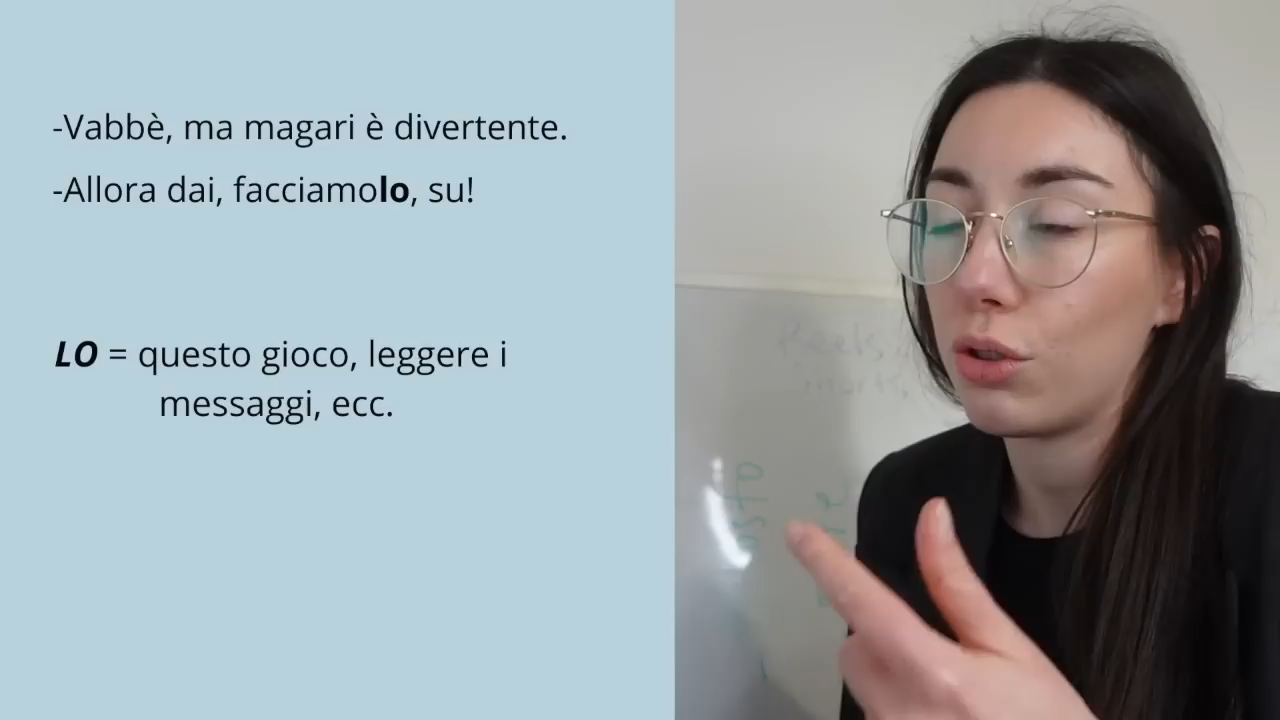 -Vabbè, ma magari è divertente.
-Allora dai, facciamolo, su!
LO = questo gioco, leggere i
messaggi, ecc.